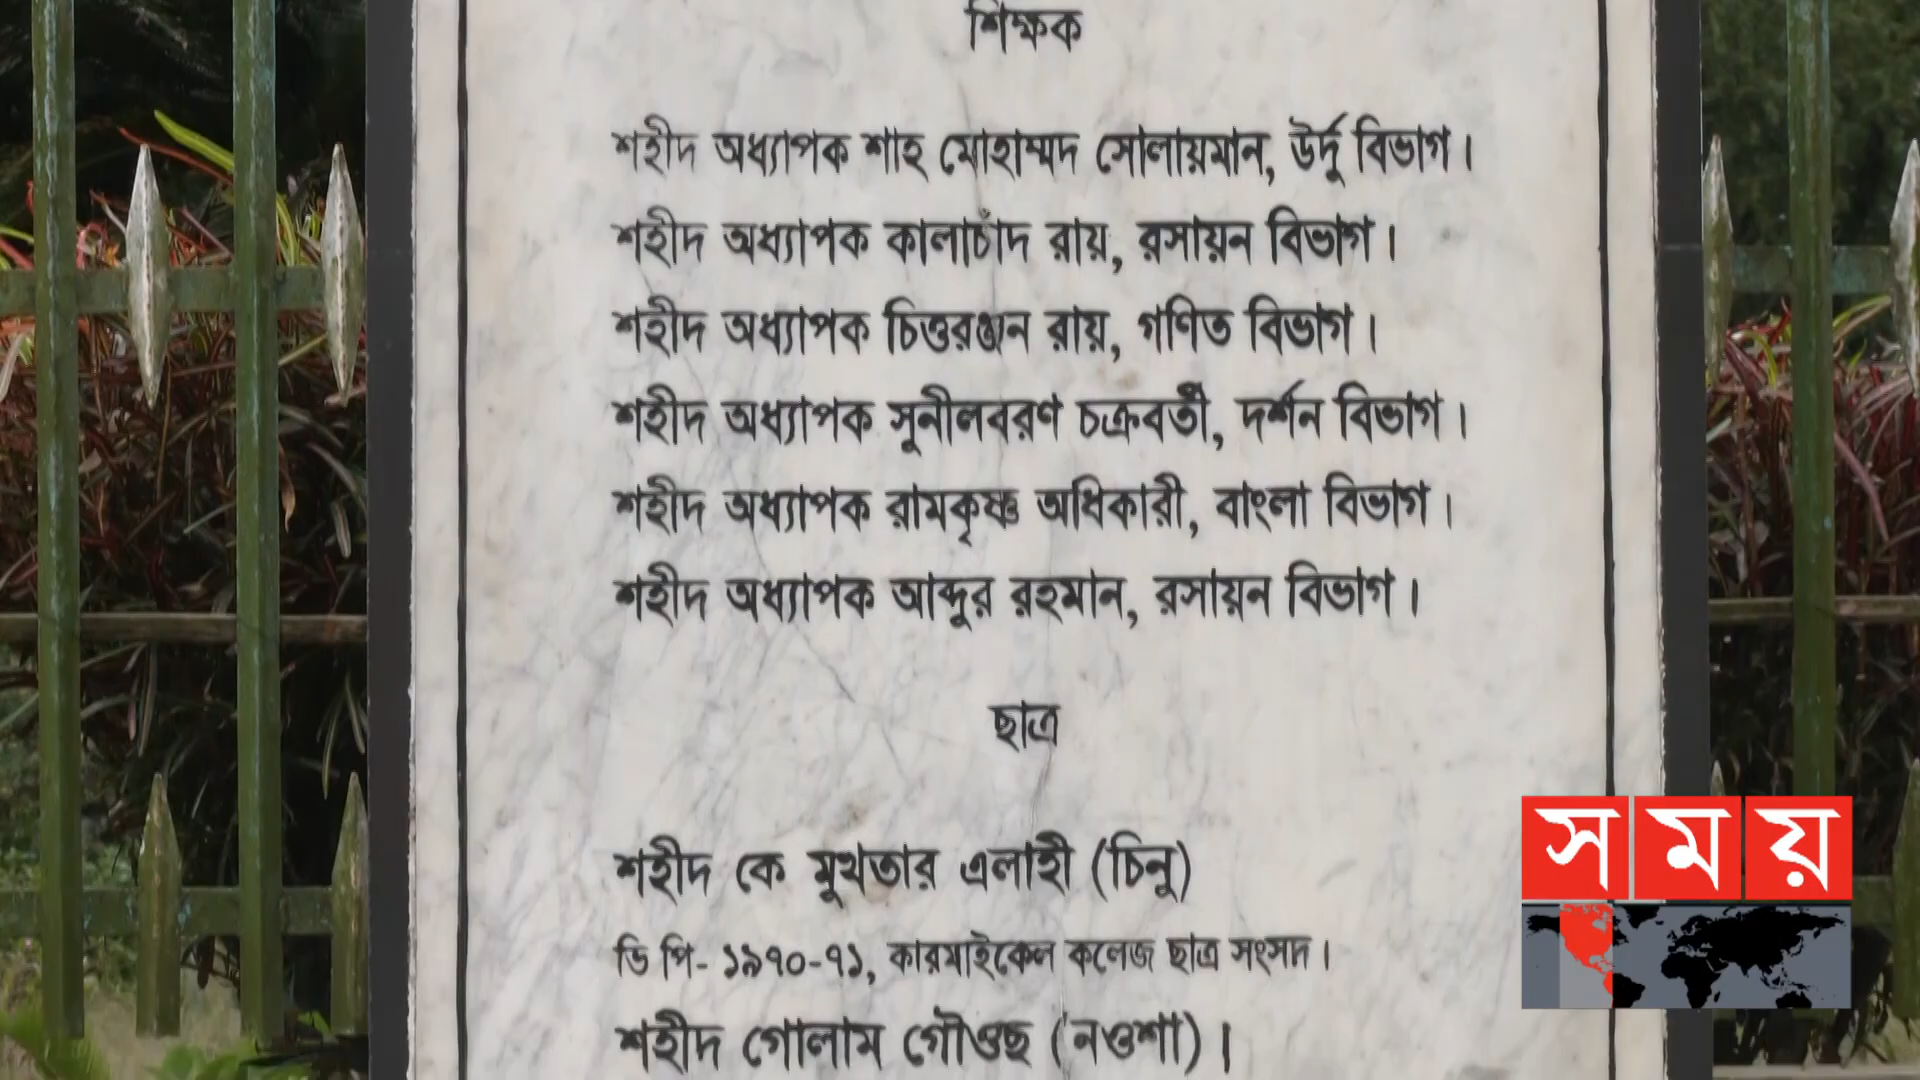 শিক্ষক
শহীদ অধ্যাপক শাহ মোহাম্মদ সোলায়মান, উর্দু বিভাগ।
শহীদ অধ্যাপক কালাচাঁদ রায়, রসায়ন বিভাগ।
শহীদ অধ্যাপক চিত্তরঞ্জন রায়, গণিত বিভাগ।
শহীদ অধ্যাপক সুনীলবরণ চক্রবর্তী, দর্শন বিভাগ।
শহীদ অধ্যাপক রামকৃষ্ণ অধিকারী, বাংলা বিভাগ।
শহীদ অধ্যাপক আব্দুর রহমান, রসায়ন বিভাগ।
ছাত্র
শহীদ কে মুখতার এলাহী (চিনু)
ভি পি- ১৯৭০-৭১, কারমাইকেল কলেজ ছাত্র সংসদ।
শহীদ গোলাম গৌওছ (নওশা)।
সময়